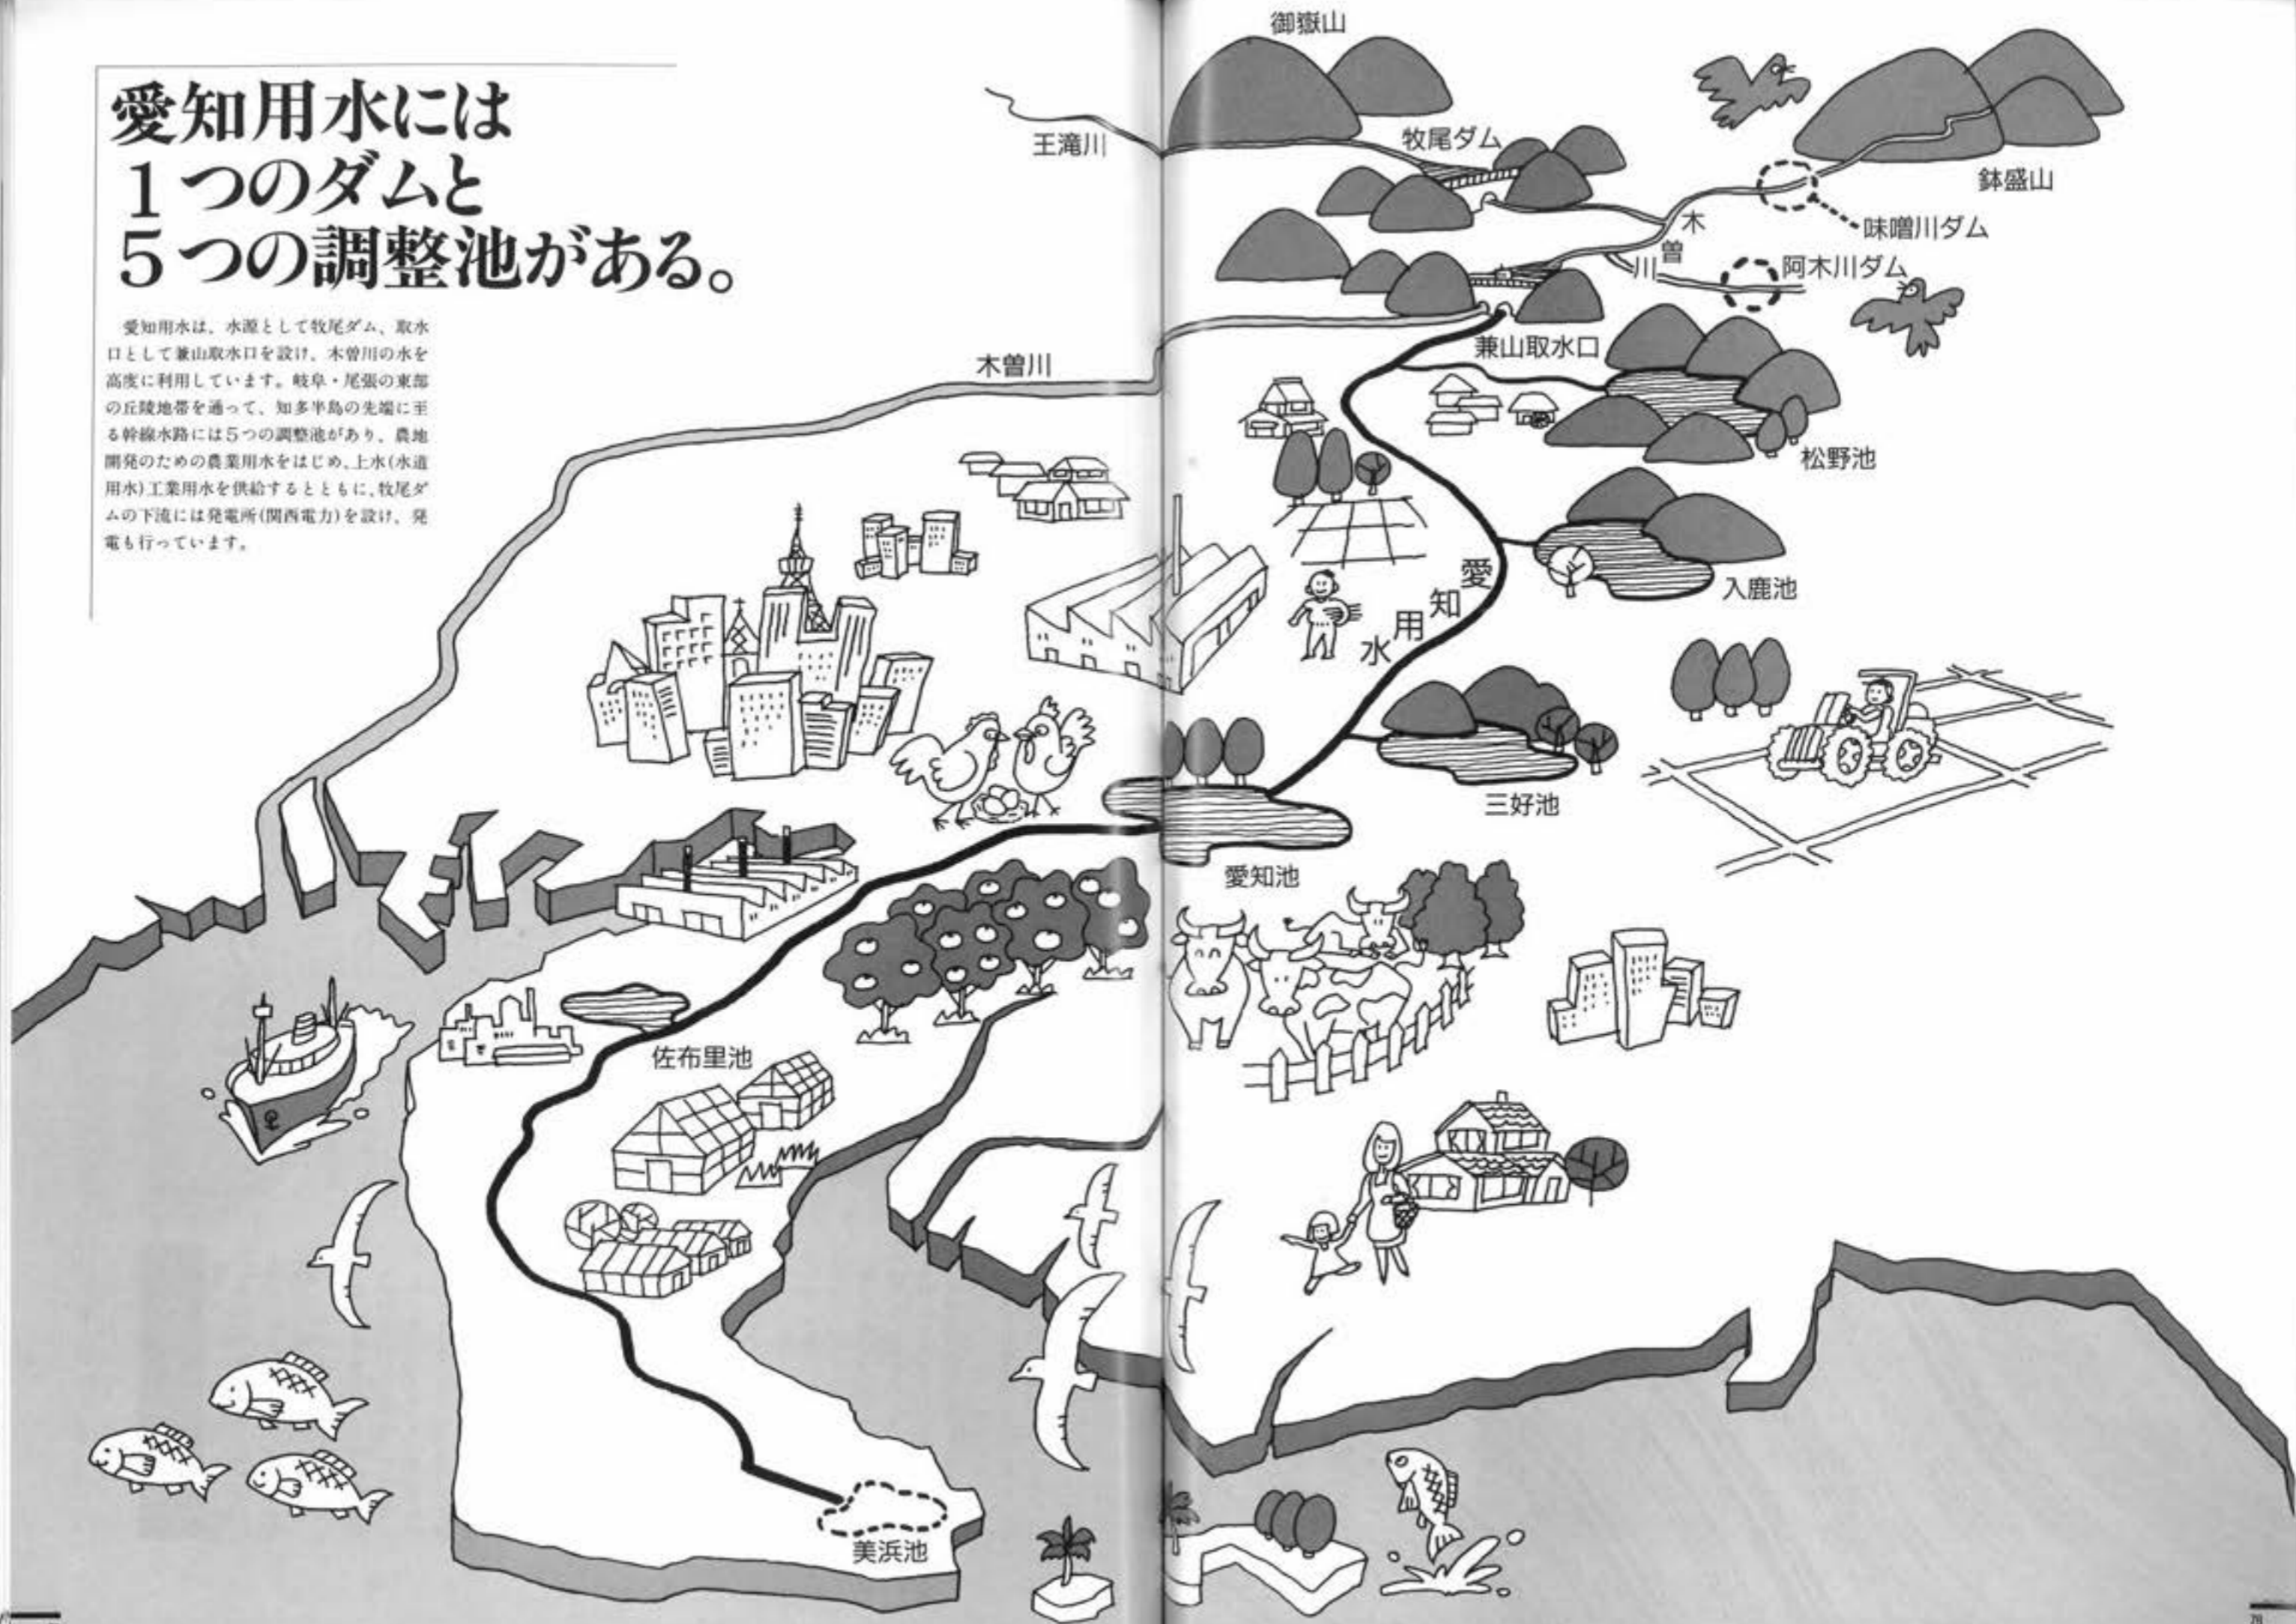 愛知用水には
1つのダムと
5つの調整池がある。
愛知用水は、水源として牧尾ダム、取水
口として兼山取水口を設け、木曽川の水を
高度に利用しています。岐阜・尾張の東部
の丘陵地帯を通って、知多半島の先端に至
る幹線水路には5つの調整池があり、農地
開発のための農業用水をはじめ、上水(水道
用水)工業用水を供給するとともに、牧尾ダ
ムの下流には発電所(関西電力)を設け、発
電も行っています。
御嶽山
王滝川
牧尾ダム
鉢盛山
味噌川ダム
木曽川
阿木川ダム
兼山取水口
木曽川
松野池
入鹿池
愛知用水
三好池
愛知池
佐布里池
美浜池